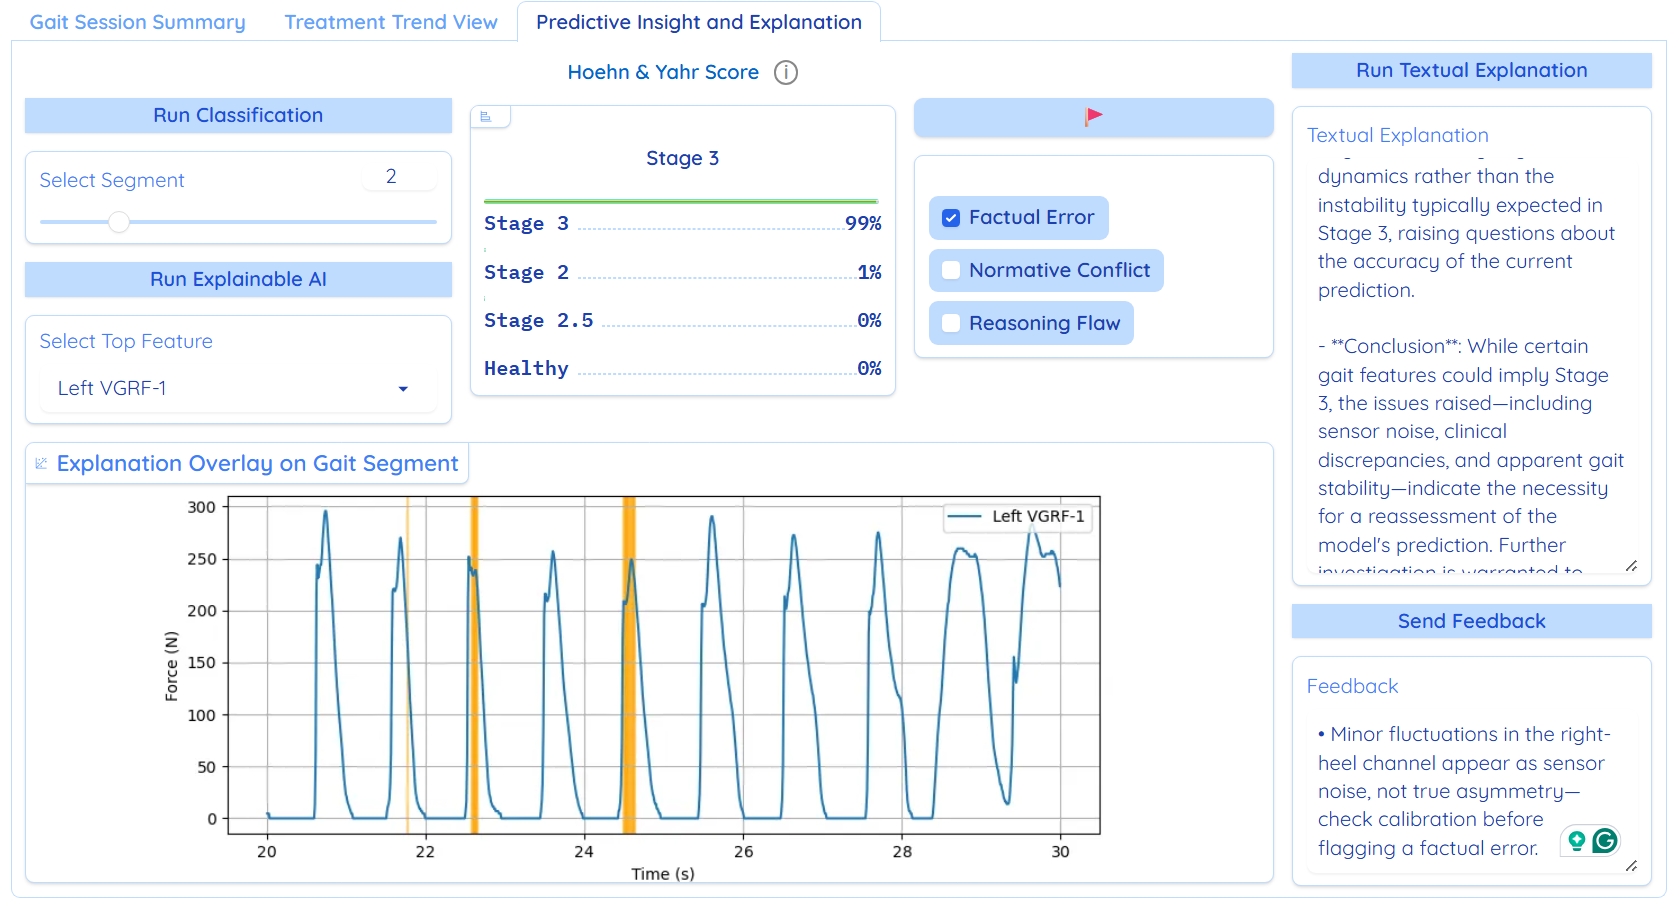 Gait Session Summary
Treatment Trend View
Predictive Insight and Explanation
Hoehn & Yahr Score
Run Classification
Select Segment
2
Run Explainable AI
Select Top Feature
Left VGRF-1
Stage 3
Stage 3 99%
Stage 2 1%
Stage 2.5 0%
Healthy 0%
Factual Error
Normative Conflict
Reasoning Flaw
Explanation Overlay on Gait Segment
Left VGRF-1
300
250
200
150
100
50
0
Force (N)
20 22 24 26 28 30
Time (s)
Run Textual Explanation
Textual Explanation
dynamics rather than the
instability typically expected in
Stage 3, raising questions about
the accuracy of the current
prediction.
- **Conclusion**: While certain
gait features could imply Stage
3, the issues raised—including
sensor noise, clinical
discrepancies, and apparent gait
stability—indicate the necessity
for a reassessment of the
model's prediction. Further
investigation is warranted to
Send Feedback
Feedback
• Minor fluctuations in the right-
heel channel appear as sensor
noise, not true asymmetry—
check calibration before
flagging a factual error.